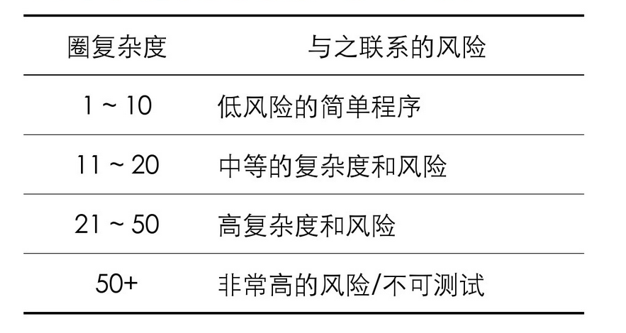 圈复杂度 与之联系的风险
1 ~ 10 低风险的简单程序
11 ~ 20 中等的复杂度和风险
21 ~ 50 高复杂度和风险
50+ 非常高的风险/不可测试